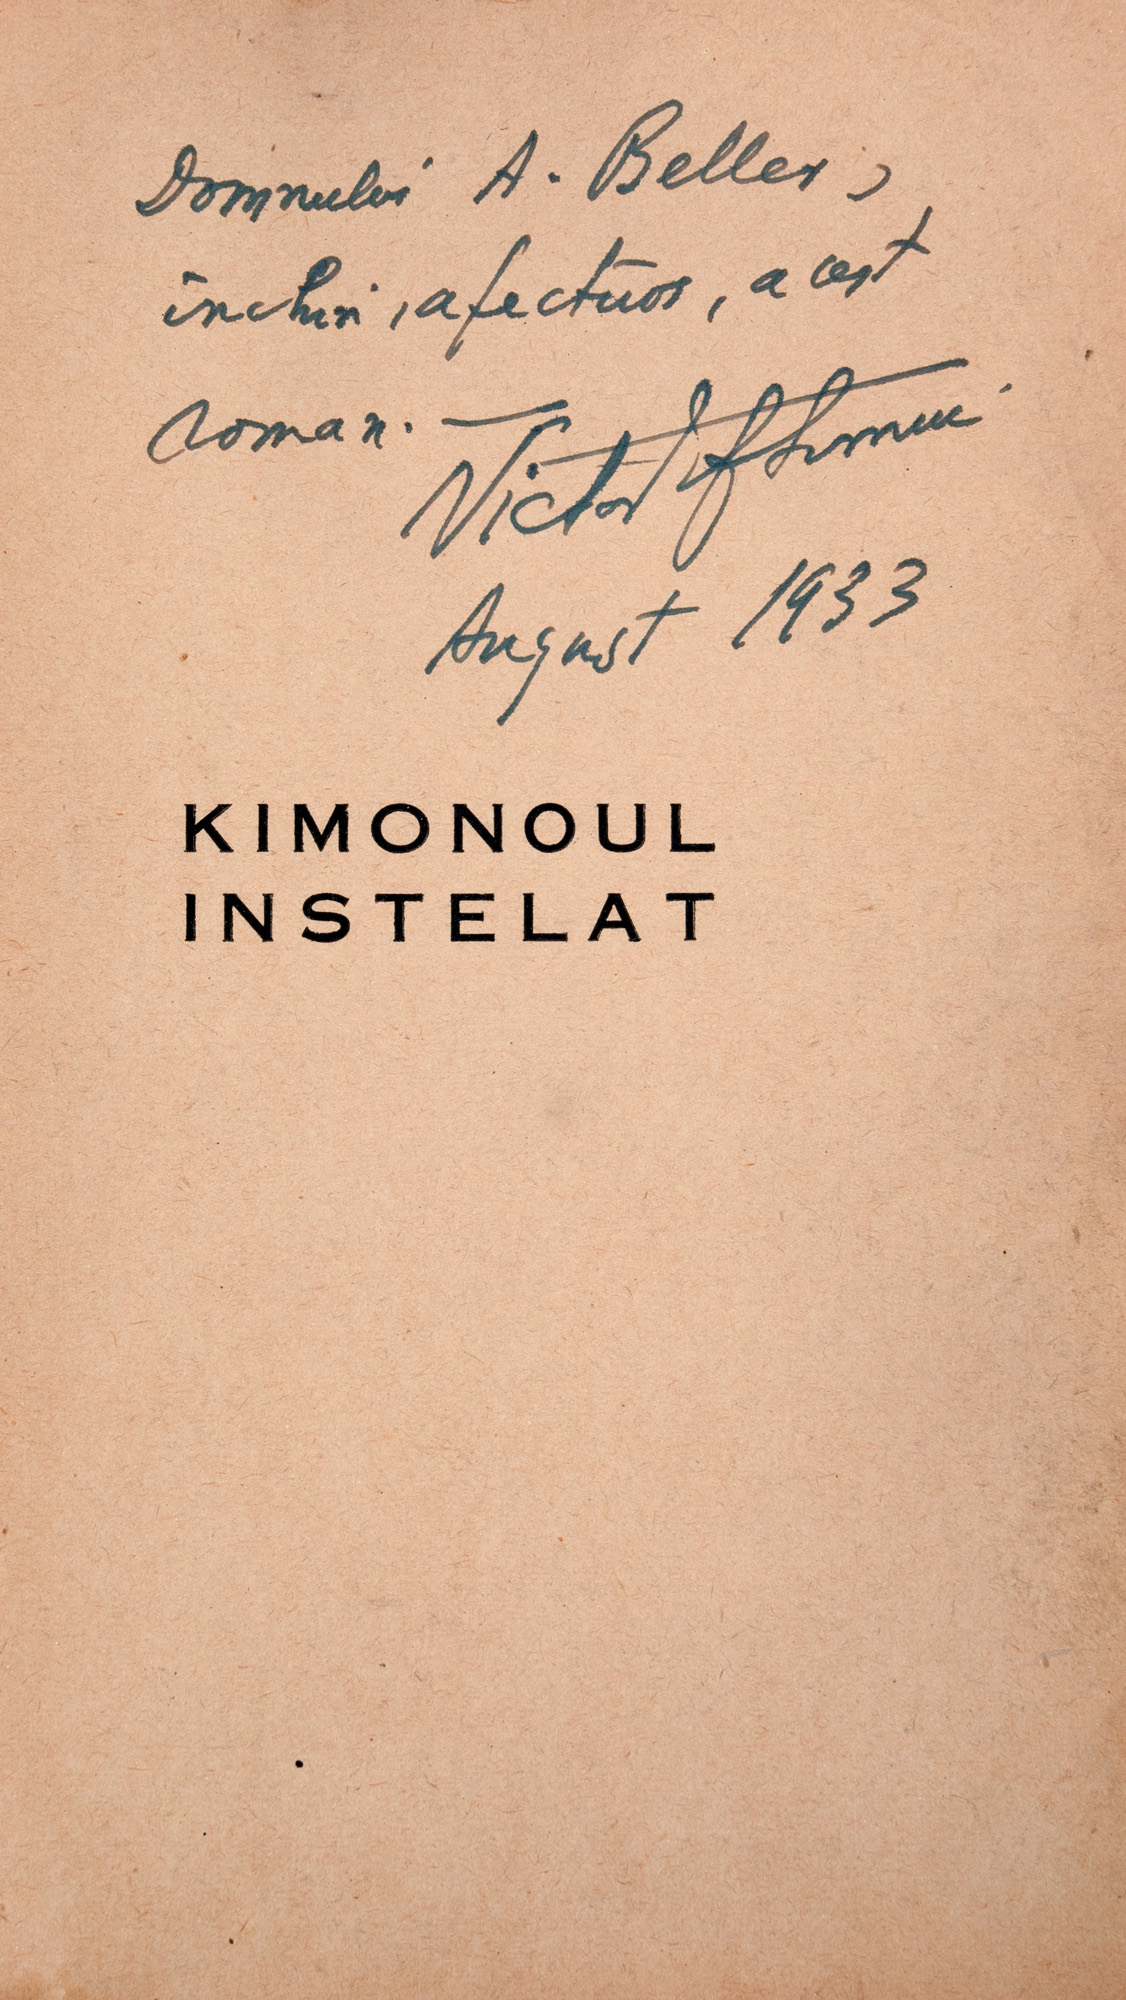 Domnului A. Beller,
închin, afectuos, acest
roman. —
Victor Eftimiu
August 1933
KIMONOUL
INSTELAT